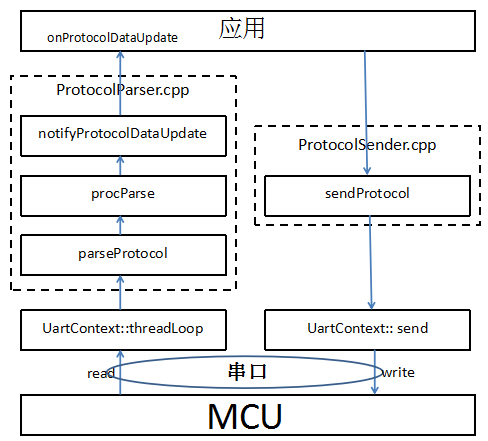 应用
onProtocolDataUpdate
ProtocolParser.cpp
notifyProtocolDataUpdate
procParse
parseProtocol
ProtocolSender.cpp
sendProtocol
UartContext::threadLoop
UartContext:: send
read
串口
write
MCU